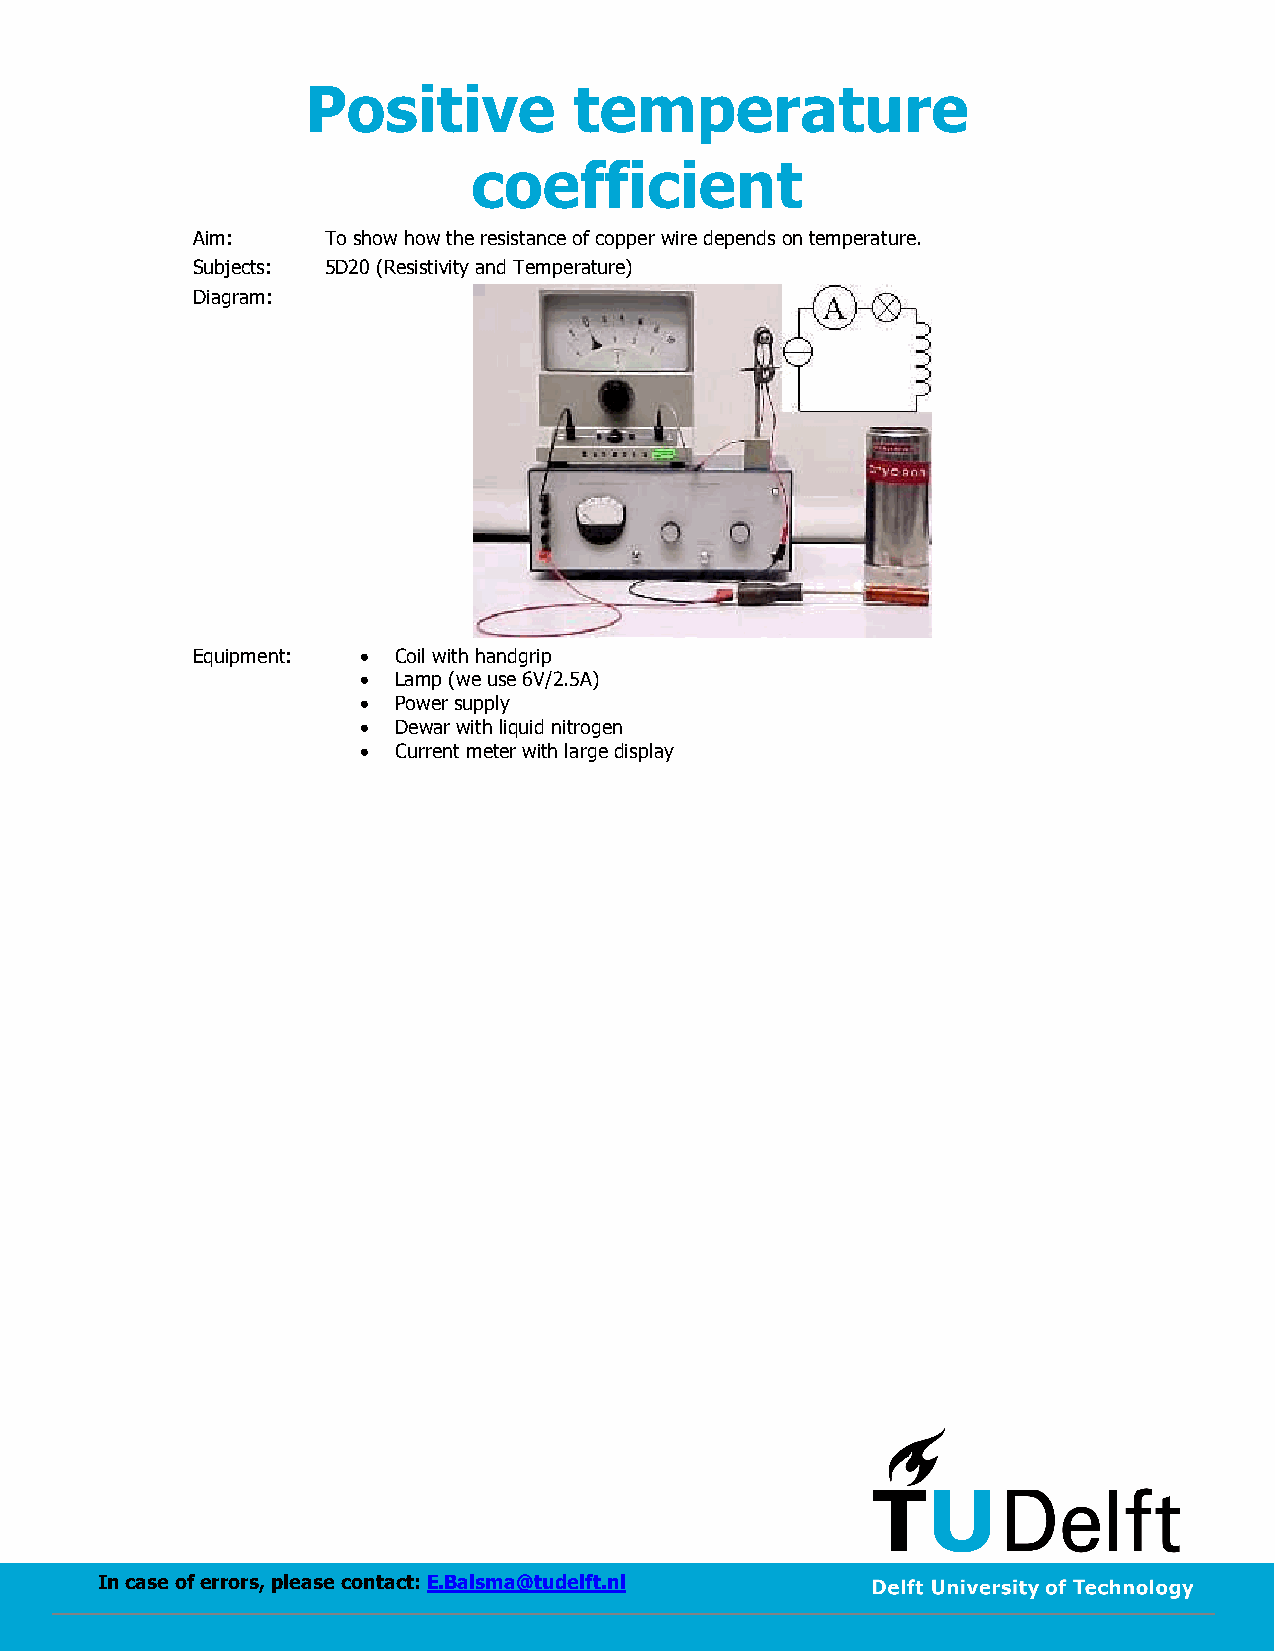 Positive temperature
coefficient
Aim: To show how the resistance of copper wire depends on temperature.
Subjects: 5D20 (Resistivity and Temperature)
Diagram:
A
Equipment: • Coil with handgrip
• Lamp (we use 6V/2.5A)
• Power supply
• Dewar with liquid nitrogen
• Current meter with large display
TUDelft
In case of errors, please contact: E.Balsma@tudelft.nl
Delft University of Technology